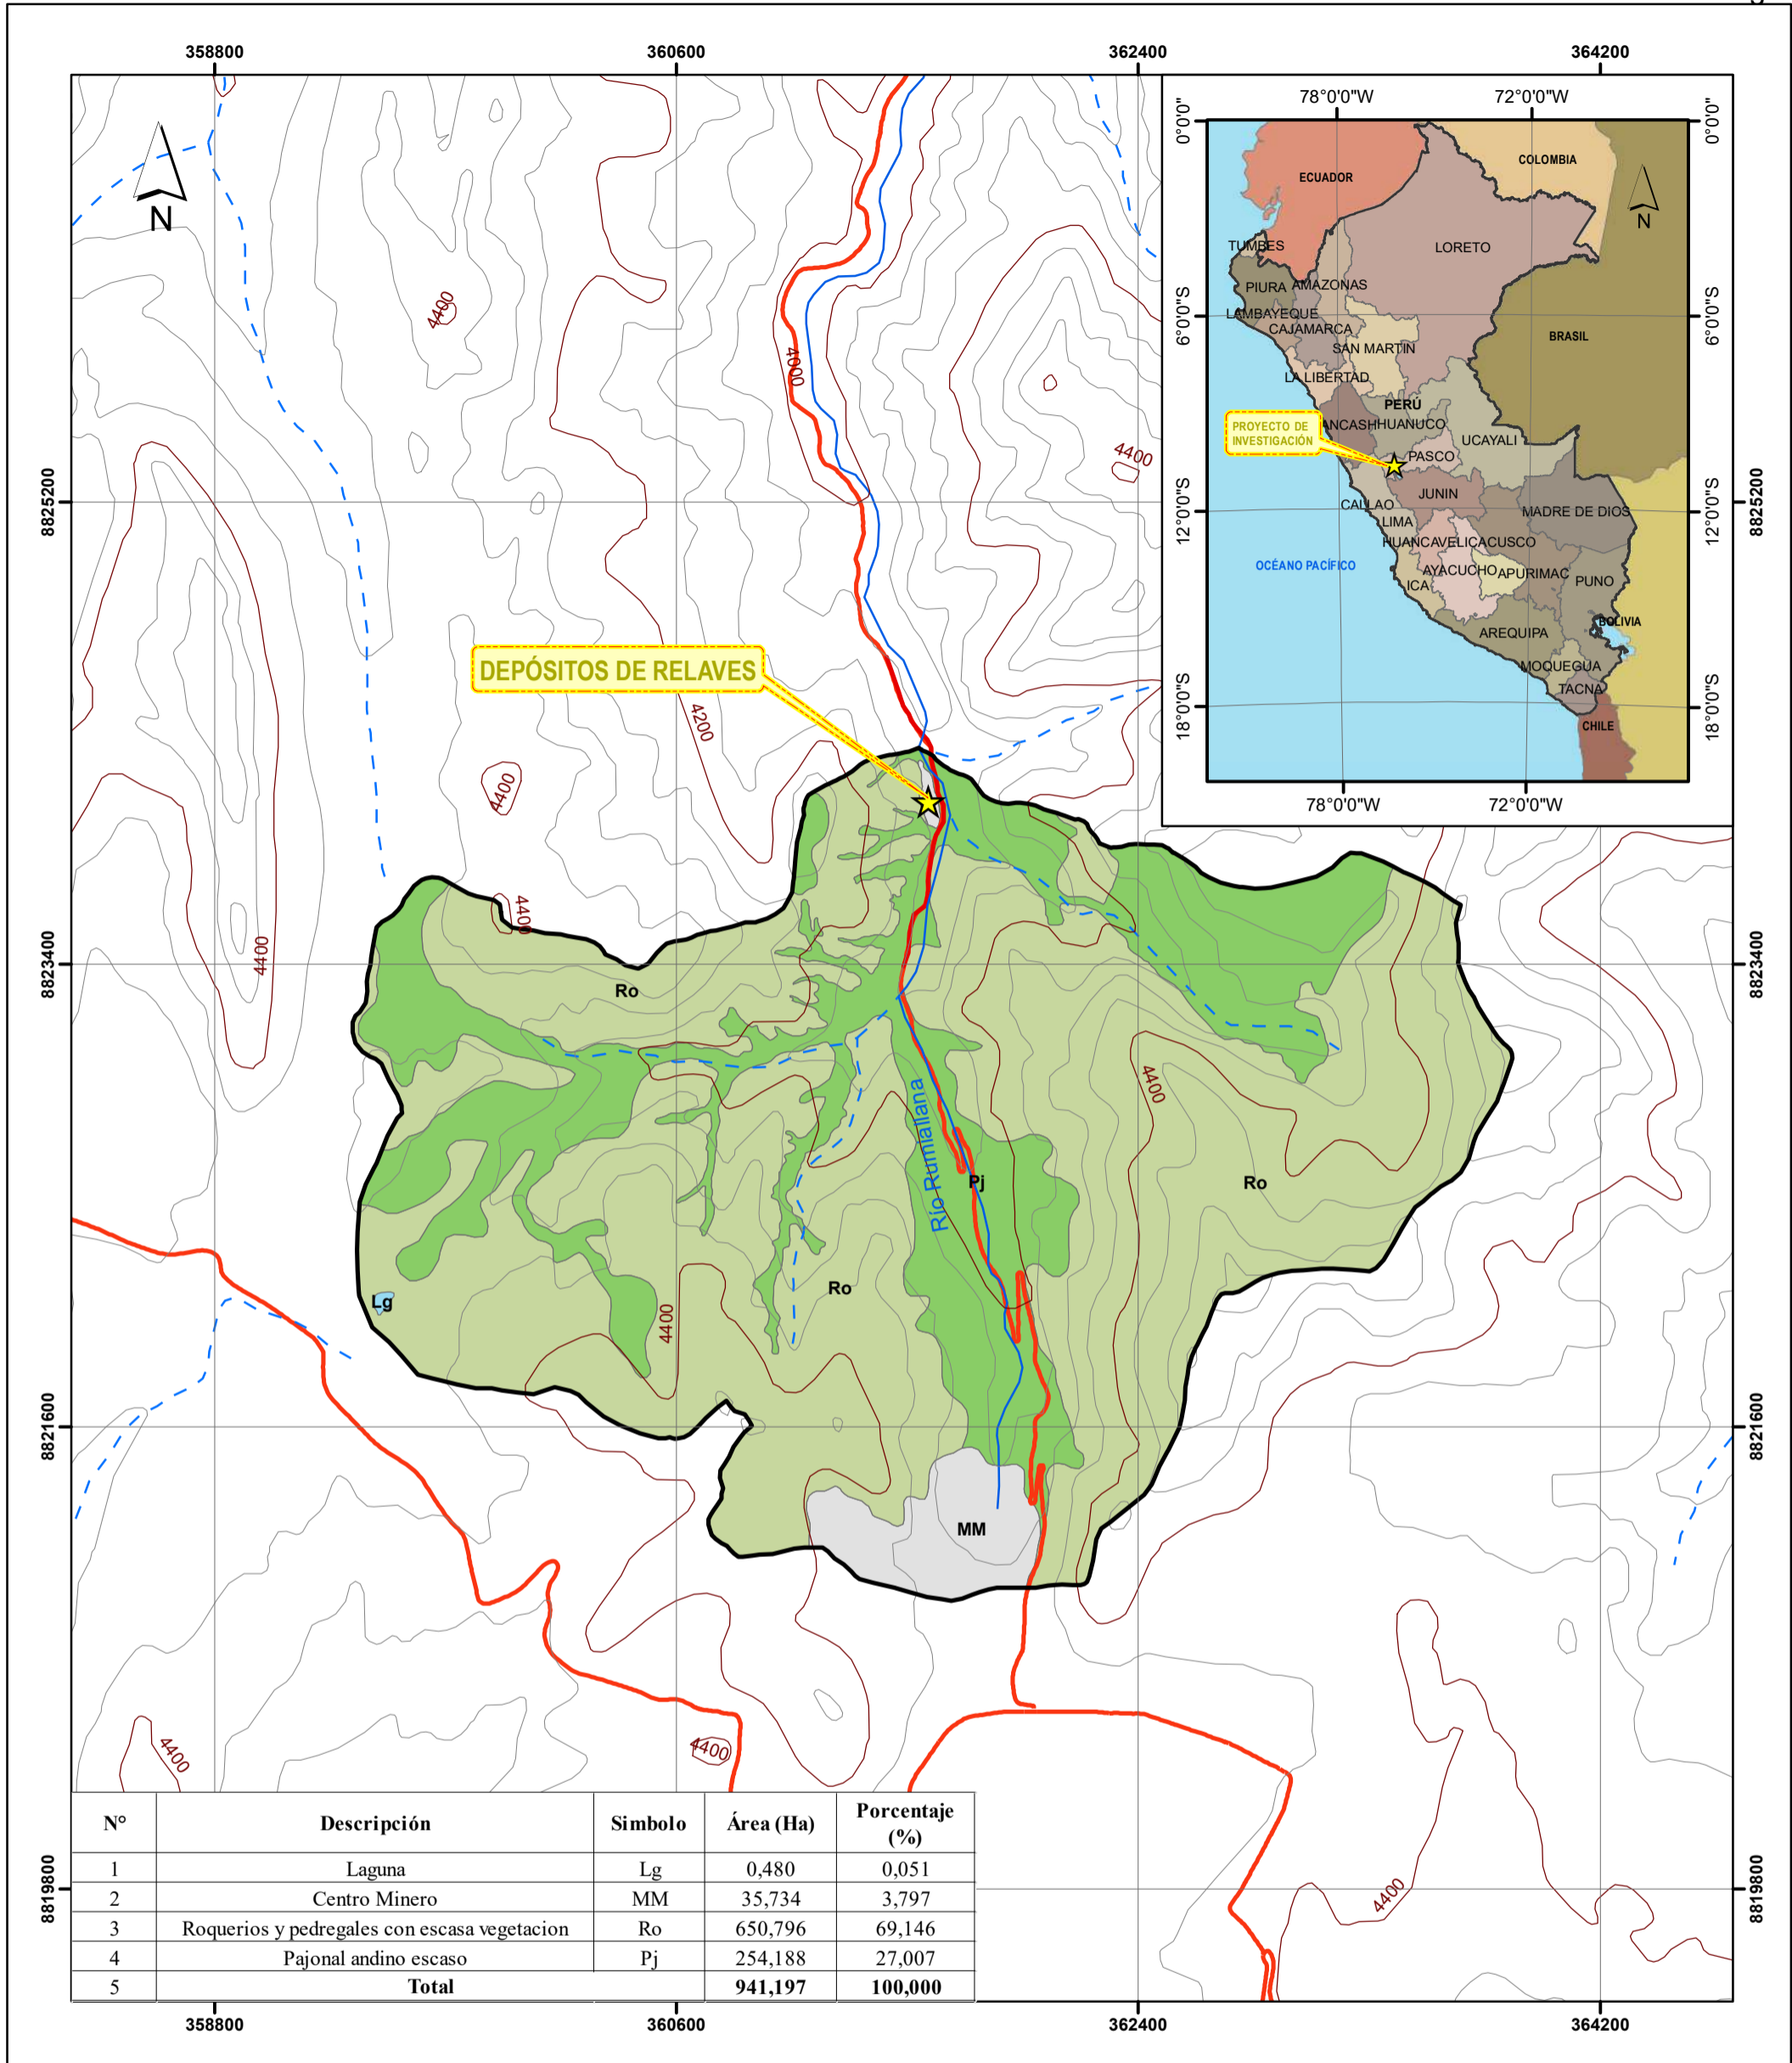 358800
360600
362400
364200
78°0'0"W
72°0'0"W
0°0'0"
0°0'0"
COLOMBIA
ECUADOR
N
N
TUMBES
LORETO
PIURA
AMAZONAS
LAMBAYEQUE
CAJAMARCA
6°0'0"S
6°0'0"S
BRASIL
SAN MARTIN
LA LIBERTAD
PERÚ
ANCASH
HUANUCO
PROYECTO DE
INVESTIGACIÓN
UCAYALI
PASCO
JUNIN
CALLAO
MADRE DE DIOS
LIMA
12°0'0"S
12°0'0"S
HUANCAVELICA
CUSCO
OCÉANO PACÍFICO
AYACUCHO
APURIMAC
PUNO
ICA
BOLIVIA
AREQUIPA
MOQUEGUA
TACNA
18°0'0"S
18°0'0"S
CHILE
78°0'0"W
72°0'0"W
4400
4000
4400
8825200
8825200
DEPÓSITOS DE RELAVES
4200
4400
4400
4400
8823400
8823400
Ro
4400
Río Rumiallana
Pj
Ro
Ro
Lg
4400
8821600
8821600
MM
4400
4400
4400
8819800
8819800
N° Descripción Simbolo Área (Ha) Porcentaje
(%)
1 Laguna Lg 0,480 0,051
2 Centro Minero MM 35,734 3,797
3 Roquerios y pedregales con escasa vegetacion Ro 650,796 69,146
4 Pajonal andino escaso Pj 254,188 27,007
5 Total 941,197 100,000
358800
360600
362400
364200